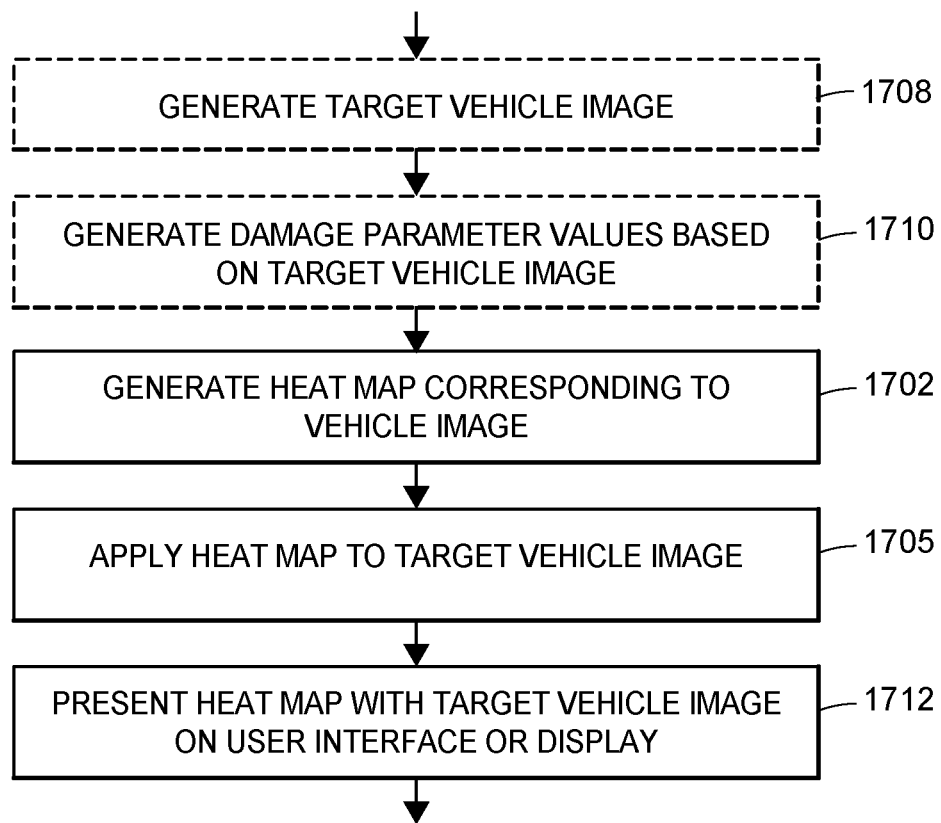 GENERATE TARGET VEHICLE IMAGE
1708
GENERATE DAMAGE PARAMETER VALUES BASED
ON TARGET VEHICLE IMAGE
1710
GENERATE HEAT MAP CORRESPONDING TO
VEHICLE IMAGE
1702
APPLY HEAT MAP TO TARGET VEHICLE IMAGE
1705
PRESENT HEAT MAP WITH TARGET VEHICLE IMAGE
ON USER INTERFACE OR DISPLAY
1712